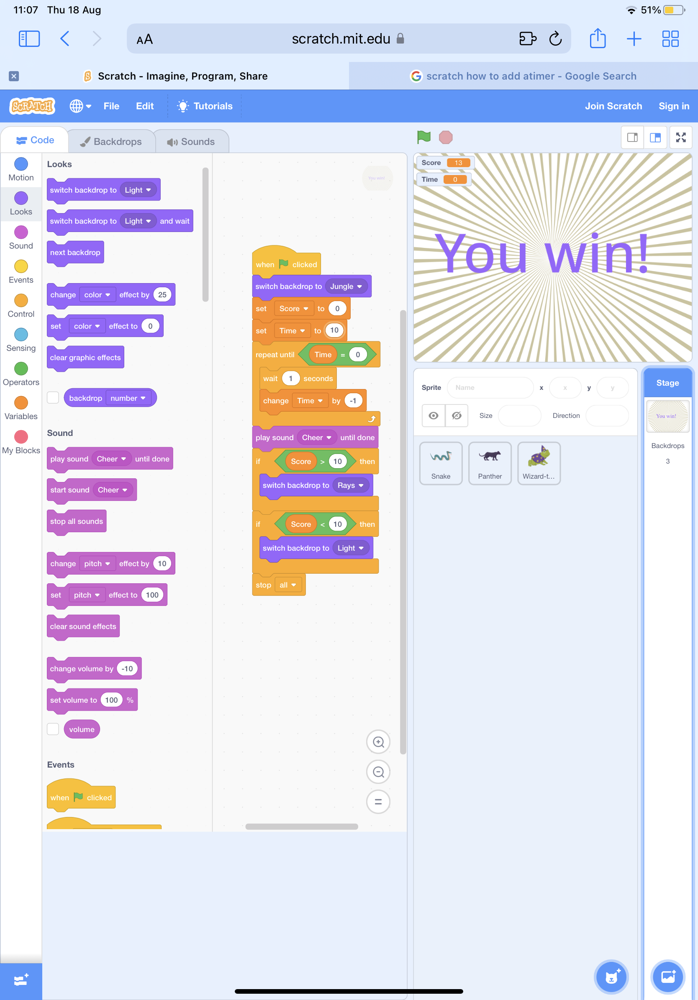 11:07 Thu 18 Aug
51%
AA
scratch.mit.edu
Scratch - Imagine, Program, Share
scratch how to add atimer - Google Search
SCRATCH
File
Edit
Tutorials
Join Scratch
Sign in
Code
Backdrops
Sounds
Motion
Looks
Sound
Events
Control
Sensing
Operators
Variables
My Blocks
Looks
switch backdrop to Light
switch backdrop to Light and wait
next backdrop
change color effect by 25
set color effect to 0
clear graphic effects
backdrop number
Sound
play sound Cheer until done
start sound Cheer
stop all sounds
change pitch effect by 10
set pitch effect to 100
clear sound effects
change volume by -10
set volume to 100 %
volume
Events
when clicked
You win!
when clicked
switch backdrop to Jungle
set Score to 0
set Time to 10
repeat until Time = 0
wait 1 seconds
change Time by -1
play sound Cheer until done
if Score > 10 then
switch backdrop to Rays
if Score < 10 then
switch backdrop to Light
stop all
Score 13
Time 0
You win!
Sprite Name x x y y
Size Direction
Snake
Panther
Wizard-t...
Stage
You win!
Backdrops
3